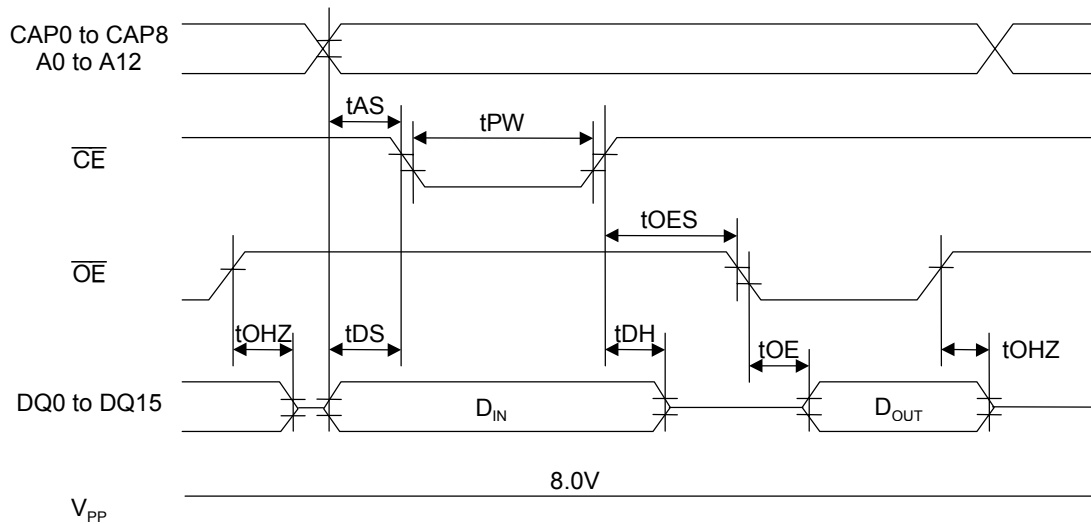 CAP0 to CAP8
A0 to A12
tAS
tPW
CE
tOES
OE
tOHZ
tDS
tDH
tOE
tOHZ
DQ0 to DQ15
DIN
DOUT
8.0V
VPP